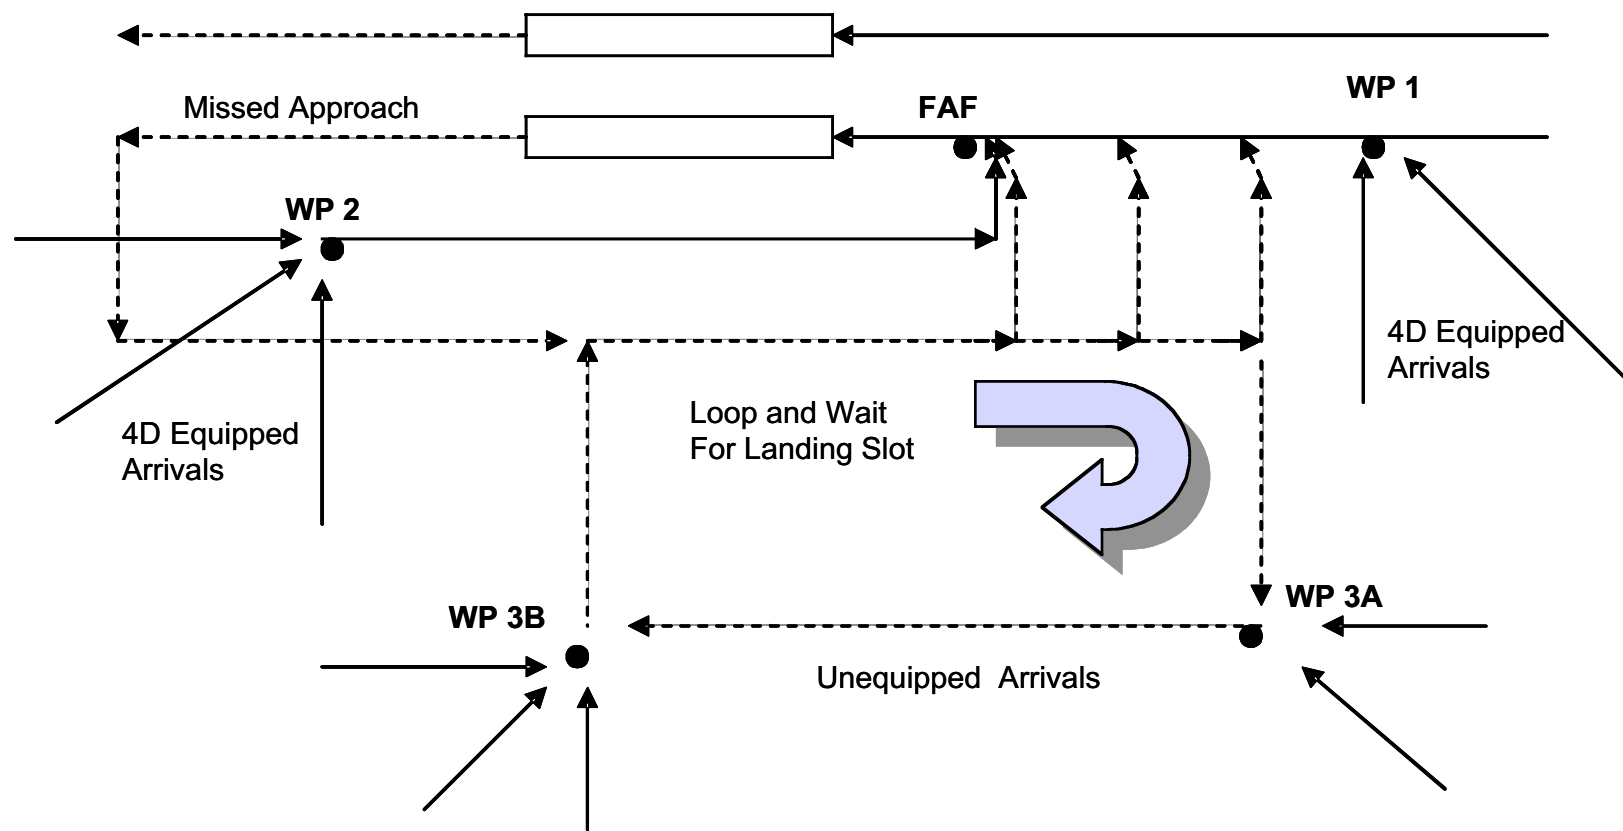 WP 1
Missed Approach
FAF
WP 2
4D Equipped
Arrivals
Loop and Wait
For Landing Slot
4D Equipped
Arrivals
WP 3A
WP 3B
Unequipped Arrivals